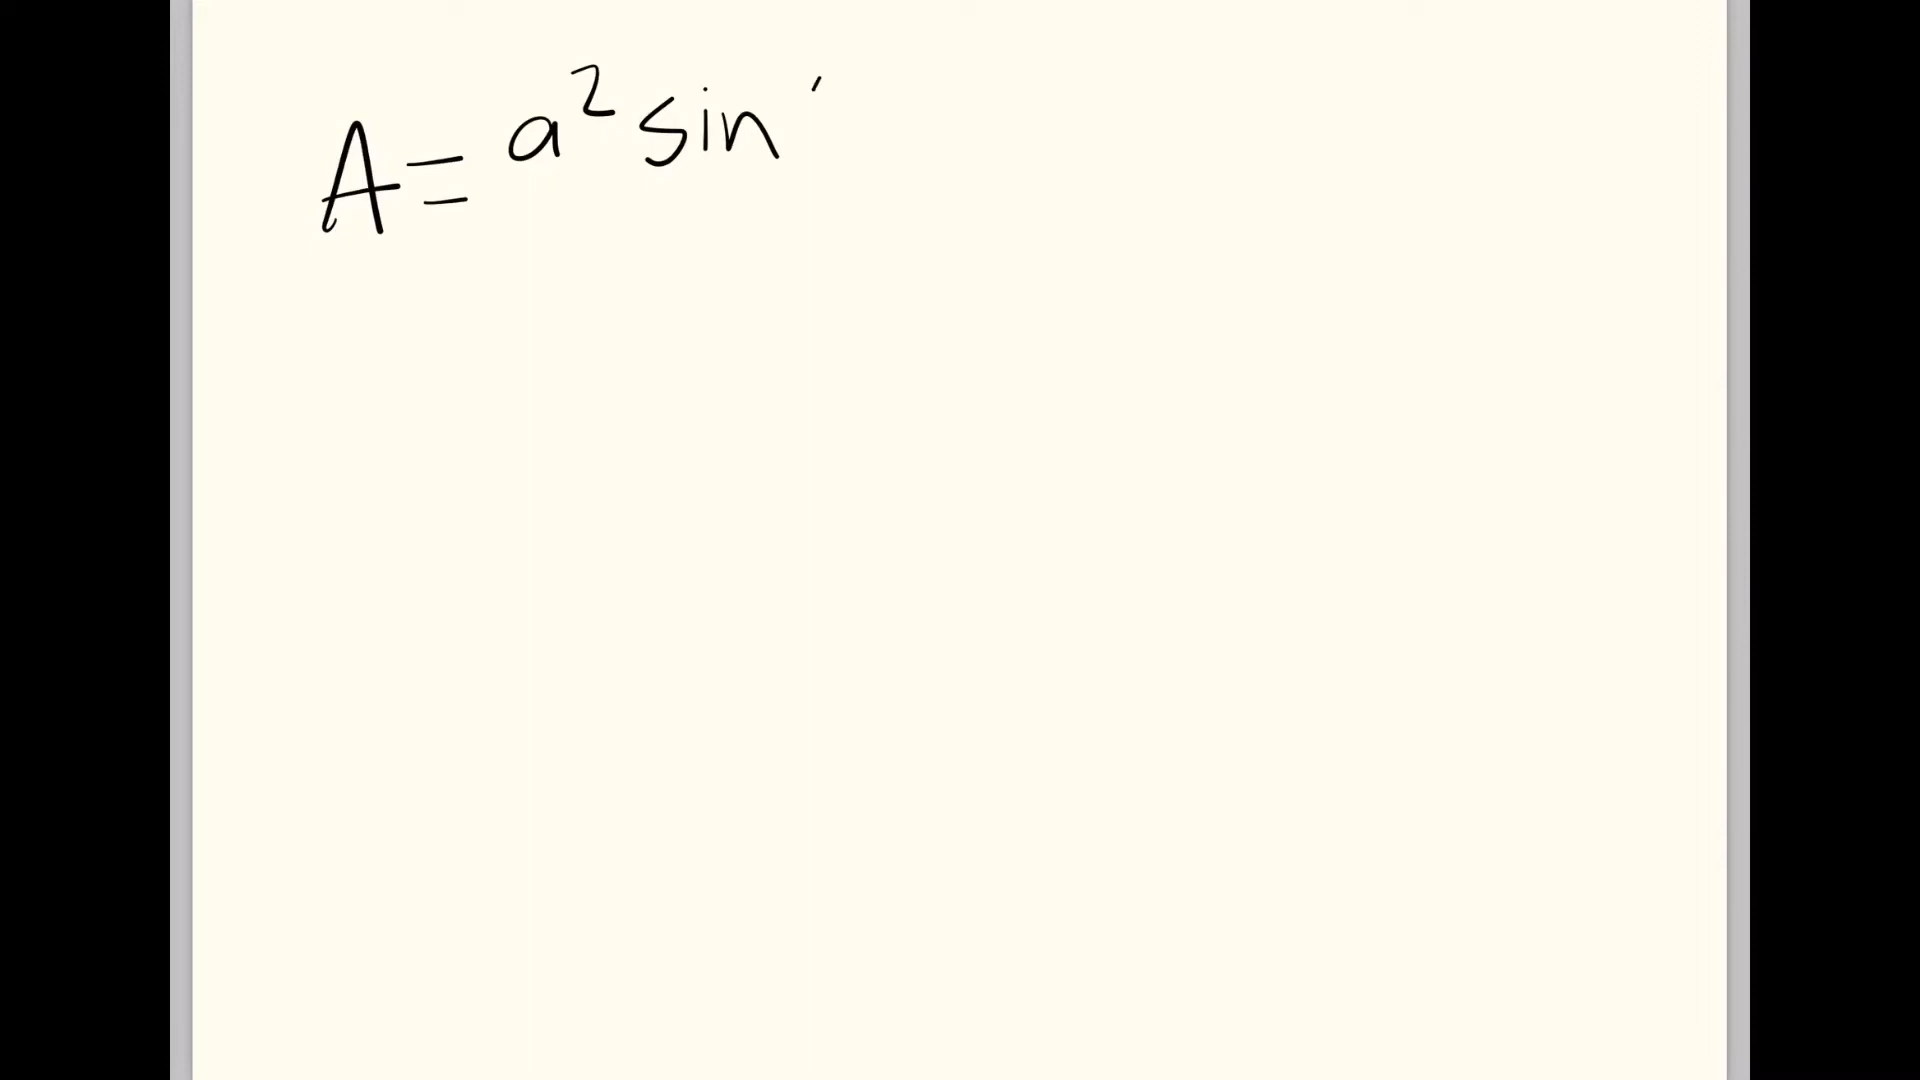 A = a² sin